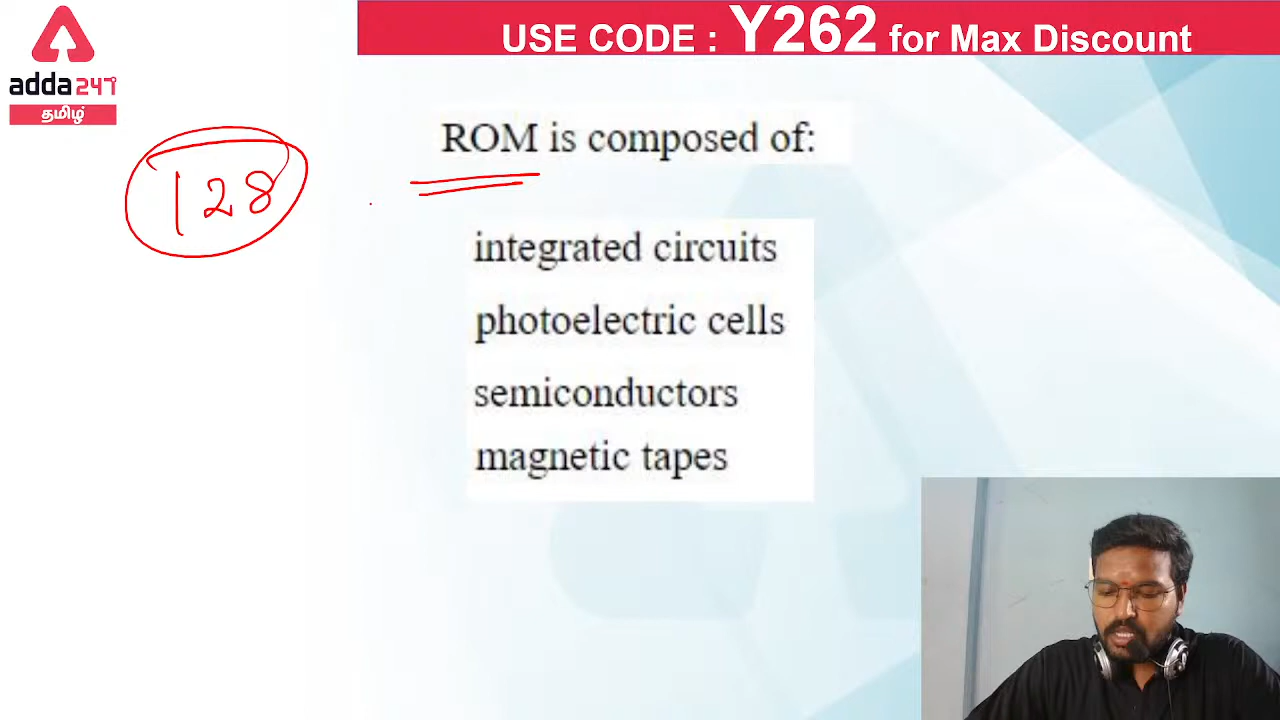 USE CODE : Y262 for Max Discount
adda247
தமிழ்
128
ROM is composed of:
integrated circuits
photoelectric cells
semiconductors
magnetic tapes